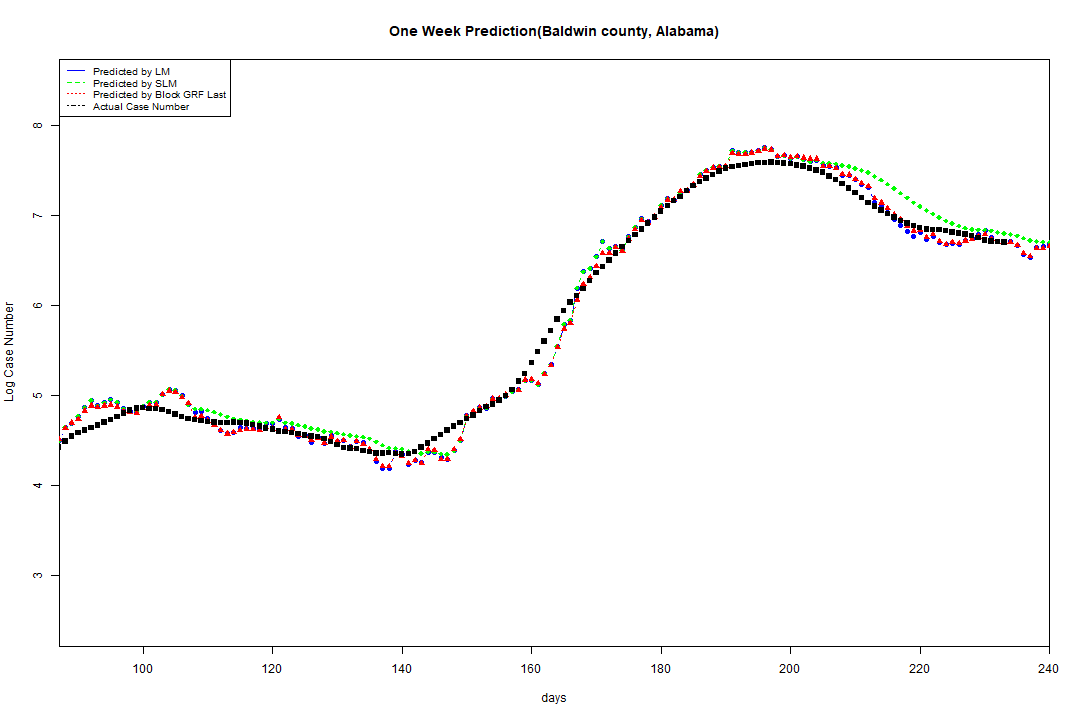 One Week Prediction(Baldwin county, Alabama)
Predicted by LM
Predicted by SLM
Predicted by Block GRF Last
Actual Case Number
Log Case Number
8
7
6
5
4
3
100 120 140 160 180 200 220 240
days